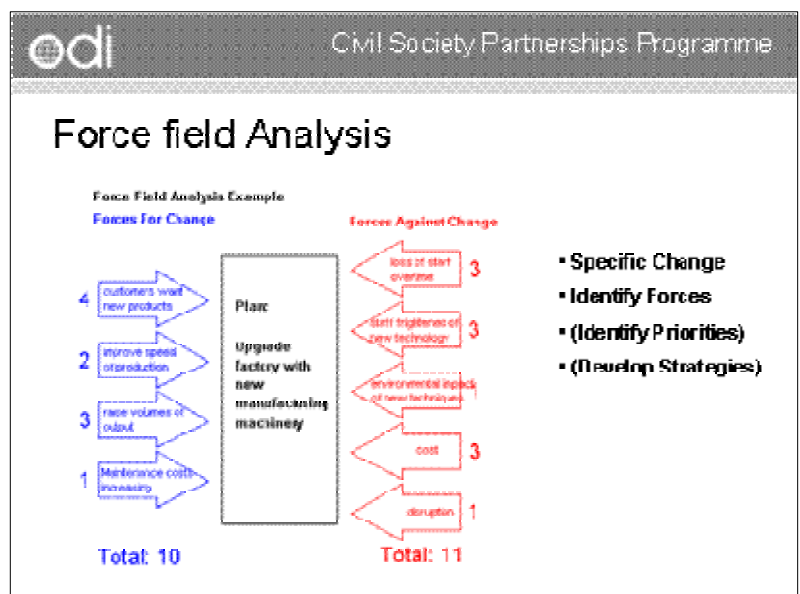 odi
Civil Society Partnerships Programme
Force field Analysis
Force Field Analysis Example
Forces For Change
Forces Against Change
4
customers want
new products
2
improve speed
of production
3
raise volumes of
output
1
Maintenance costs
increasing
Total: 10
Plan:
Upgrade
factory with
new
manufacturing
machinery
loss of
overtime
3
Staff frightened of
new technology
3
environmental impact
of new techniques
1
cost
3
disruption
1
Total: 11
▪ Specific Change
▪ Identify Forces
▪ (Identify Priorities)
▪ (Develop Strategies)